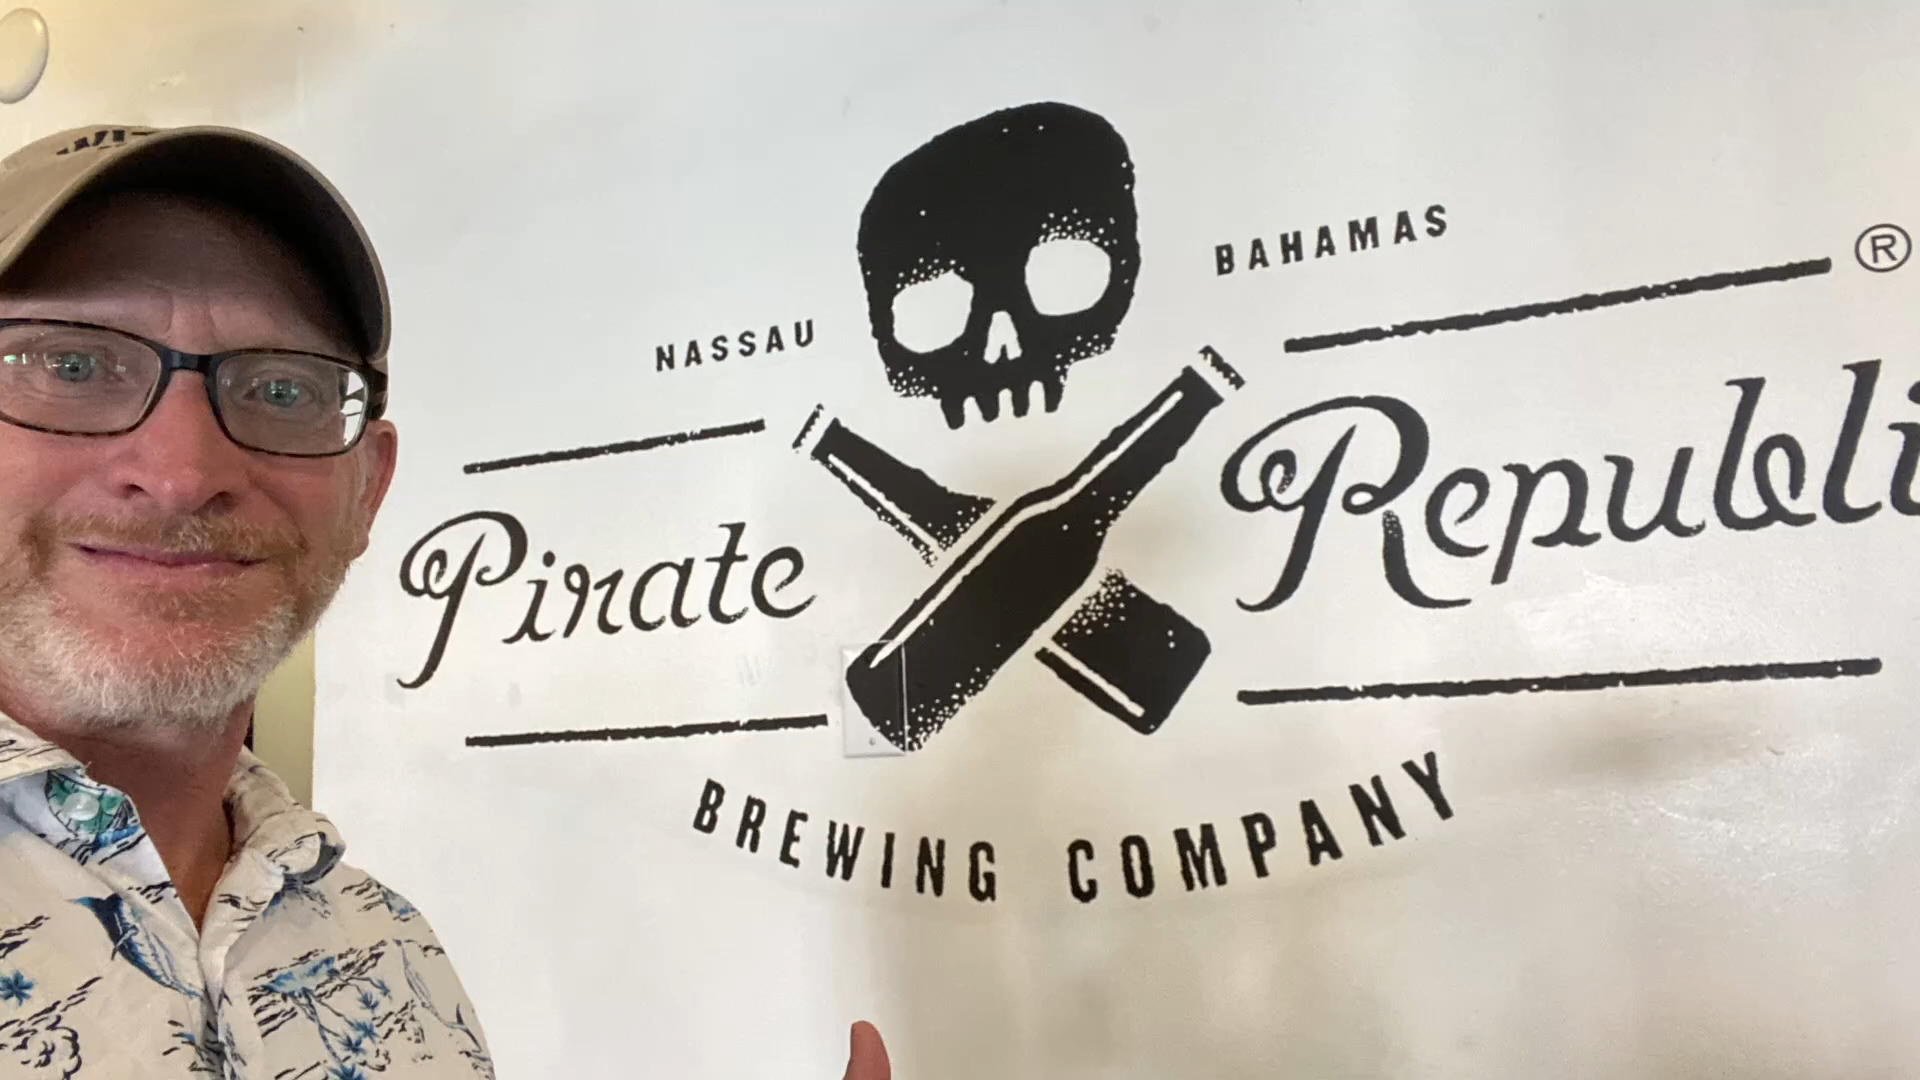 NASSAU
BAHAMAS
®
Pirate
Republi
BREWING COMPANY